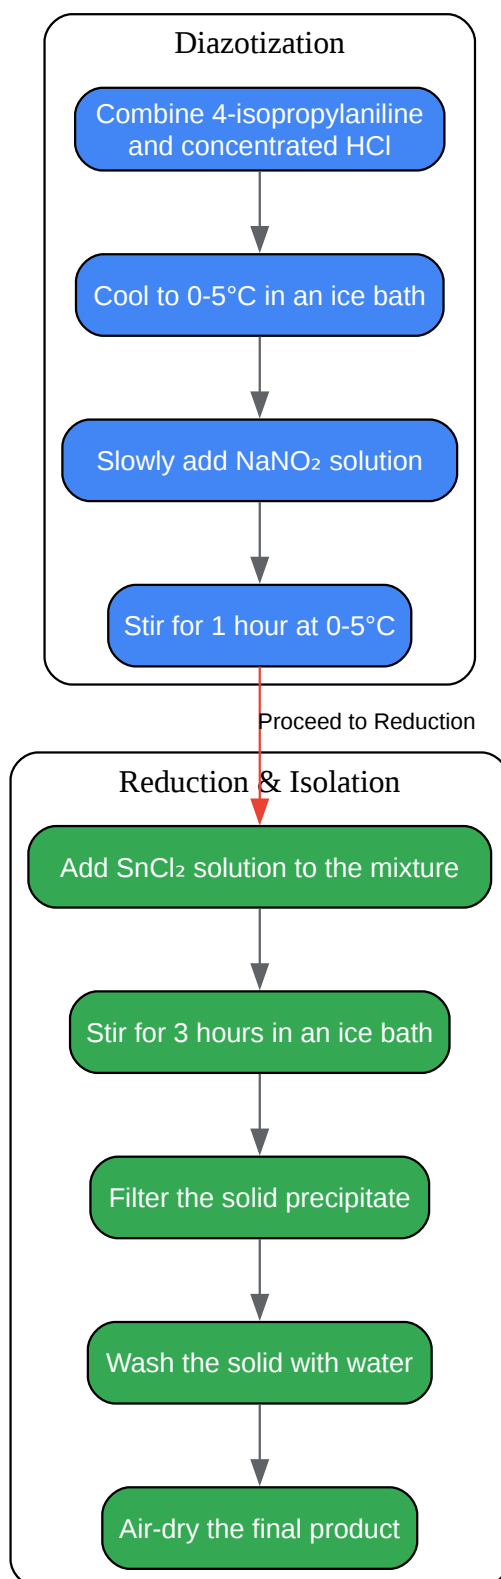 Diazotization
Combine 4-isopropylaniline
and concentrated HCl
Cool to 0-5°C in an ice bath
Slowly add NaNO₂ solution
Stir for 1 hour at 0-5°C
Proceed to Reduction
Reduction & Isolation
Add SnCl₂ solution to the mixture
Stir for 3 hours in an ice bath
Filter the solid precipitate
Wash the solid with water
Air-dry the final product